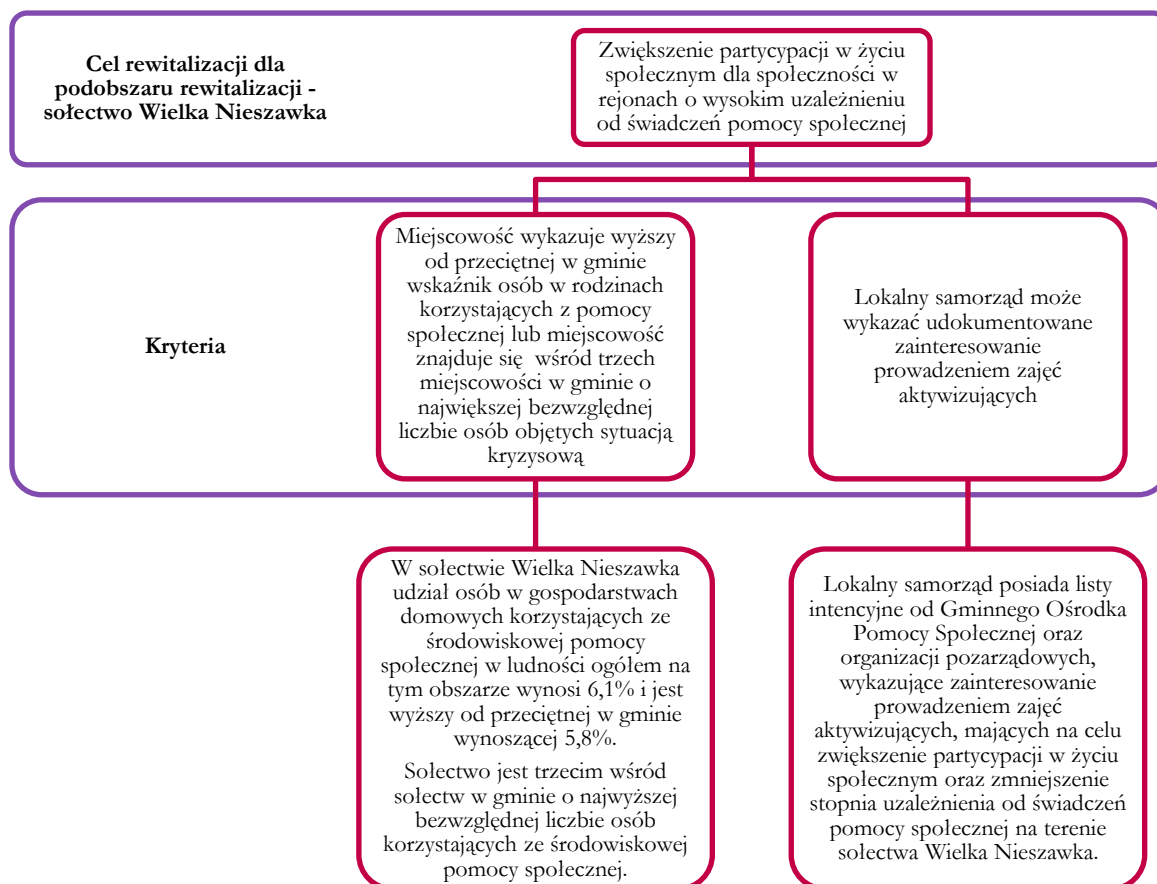 Cel rewitalizacji dla
podobszaru rewitalizacji -
sołectwo Wielka Nieszawka
Zwiększenie partycypacji w życiu
społecznym dla społeczności w
rejonach o wysokim uzależnieniu
od świadczeń pomocy społecznej
Kryteria
Miejscowość wykazuje wyższy
od przeciętnej w gminie
wskaźnik osób w rodzinach
korzystających z pomocy
społecznej lub miejscowość
znajduje się wśród trzech
miejscowości w gminie o
największej bezwzględnej
liczbie osób objętych sytuacją
kryzysową
Lokalny samorząd może
wykazać udokumentowane
zainteresowanie
prowadzeniem zajęć
aktywizujących
W sołectwie Wielka Nieszawka
udział osób w gospodarstwach
domowych korzystających ze
środowiskowej pomocy
społecznej w ludności ogółem na
tym obszarze wynosi 6,1% i jest
wyższy od przeciętnej w gminie
wynoszącej 5,8%.
Sołectwo jest trzecim wśród
sołectw w gminie o najwyższej
bezwzględnej liczbie osób
korzystających ze środowiskowej
pomocy społecznej.
Lokalny samorząd posiada listy
intencyjne od Gminnego Ośrodka
Pomocy Społecznej oraz
organizacji pozarządowych,
wykazujące zainteresowanie
prowadzeniem zajęć
aktywizujących, mających na celu
zwiększenie partycypacji w życiu
społecznym oraz zmniejszenie
stopnia uzależnienia od świadczeń
pomocy społecznej na terenie
sołectwa Wielka Nieszawka.